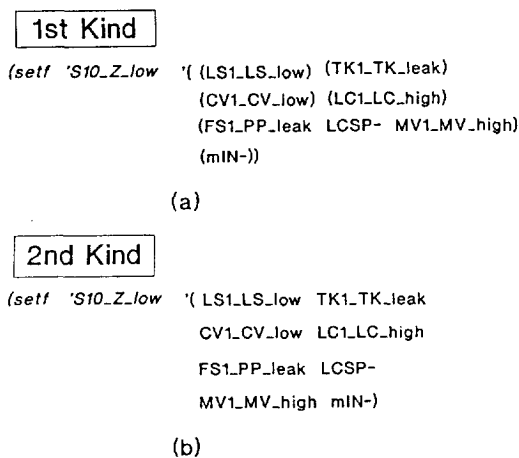 1st Kind
(setf 'S10_Z_low '( (LS1_LS_low) (TK1_TK_leak)
(CV1_CV_low) (LC1_LC_high)
(FS1_PP_leak LCSP- MV1_MV_high)
(mIN-))
(a)
2nd Kind
(setf 'S10_Z_low '( LS1_LS_low TK1_TK_leak
CV1_CV_low LC1_LC_high
FS1_PP_leak LCSP-
MV1_MV_high mIN-)
(b)